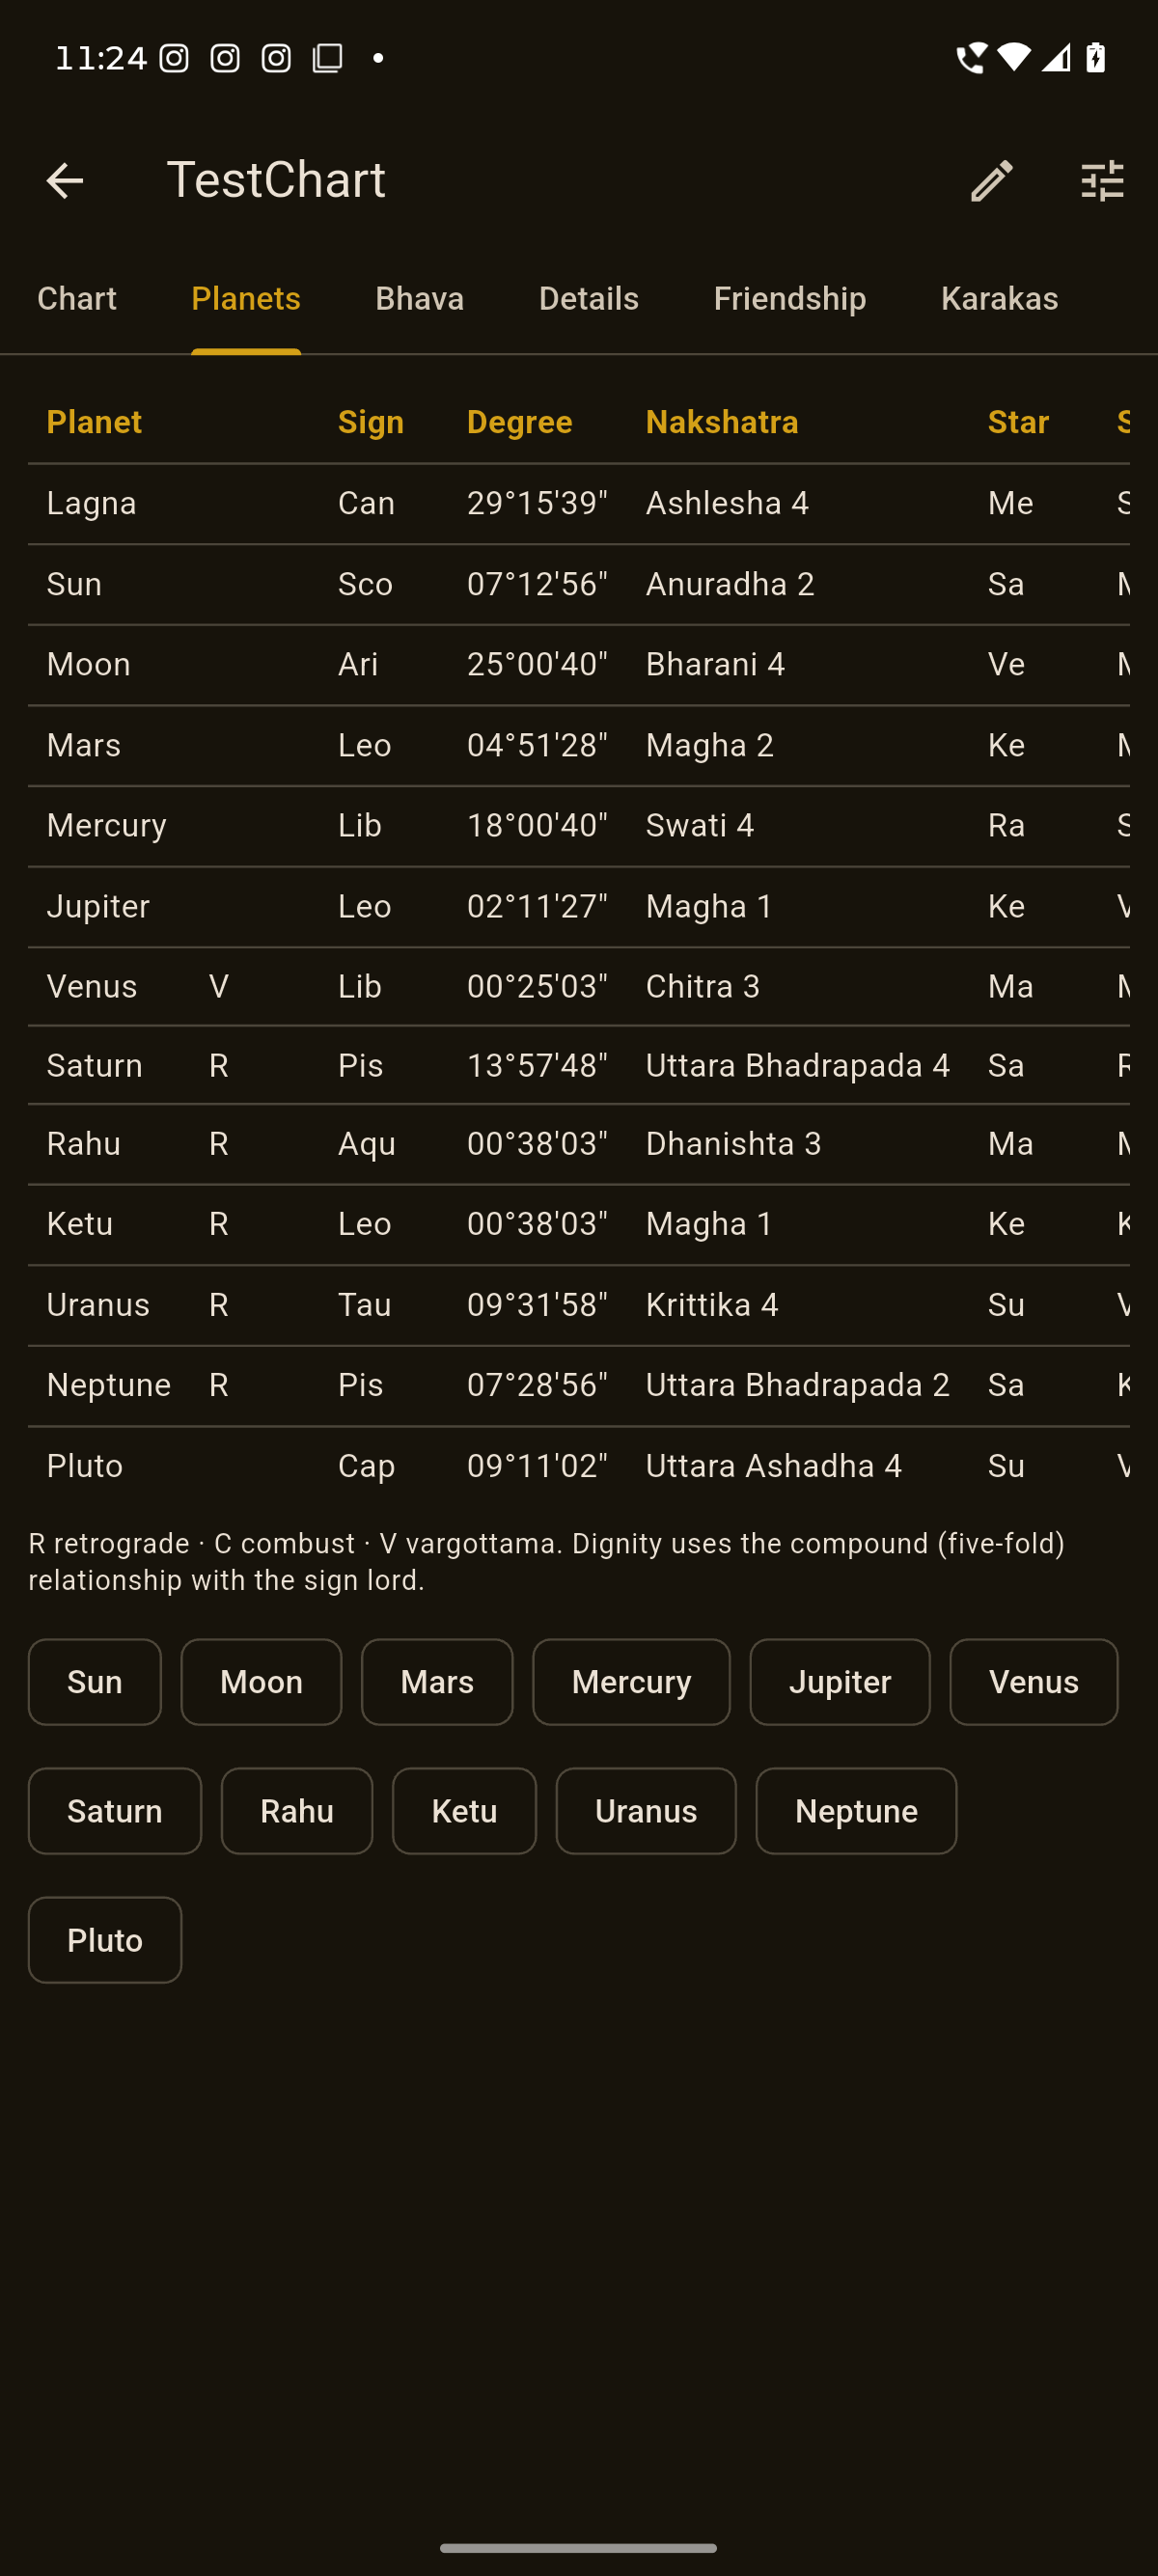 11:24
TestChart
Chart Planets Bhava Details Friendship Karakas
Planet Sign Degree Nakshatra Star
Lagna Can 29°15'39" Ashlesha 4 Me
Sun Sco 07°12'56" Anuradha 2 Sa
Moon Ari 25°00'40" Bharani 4 Ve
Mars Leo 04°51'28" Magha 2 Ke
Mercury Lib 18°00'40" Swati 4 Ra
Jupiter Leo 02°11'27" Magha 1 Ke
Venus V Lib 00°25'03" Chitra 3 Ma
Saturn R Pis 13°57'48" Uttara Bhadrapada 4 Sa
Rahu R Aqu 00°38'03" Dhanishta 3 Ma
Ketu R Leo 00°38'03" Magha 1 Ke
Uranus R Tau 09°31'58" Krittika 4 Su
Neptune R Pis 07°28'56" Uttara Bhadrapada 2 Sa
Pluto Cap 09°11'02" Uttara Ashadha 4 Su
R retrograde · C combust · V vargottama. Dignity uses the compound (five-fold)
relationship with the sign lord.
Sun Moon Mars Mercury Jupiter Venus
Saturn Rahu Ketu Uranus Neptune
Pluto